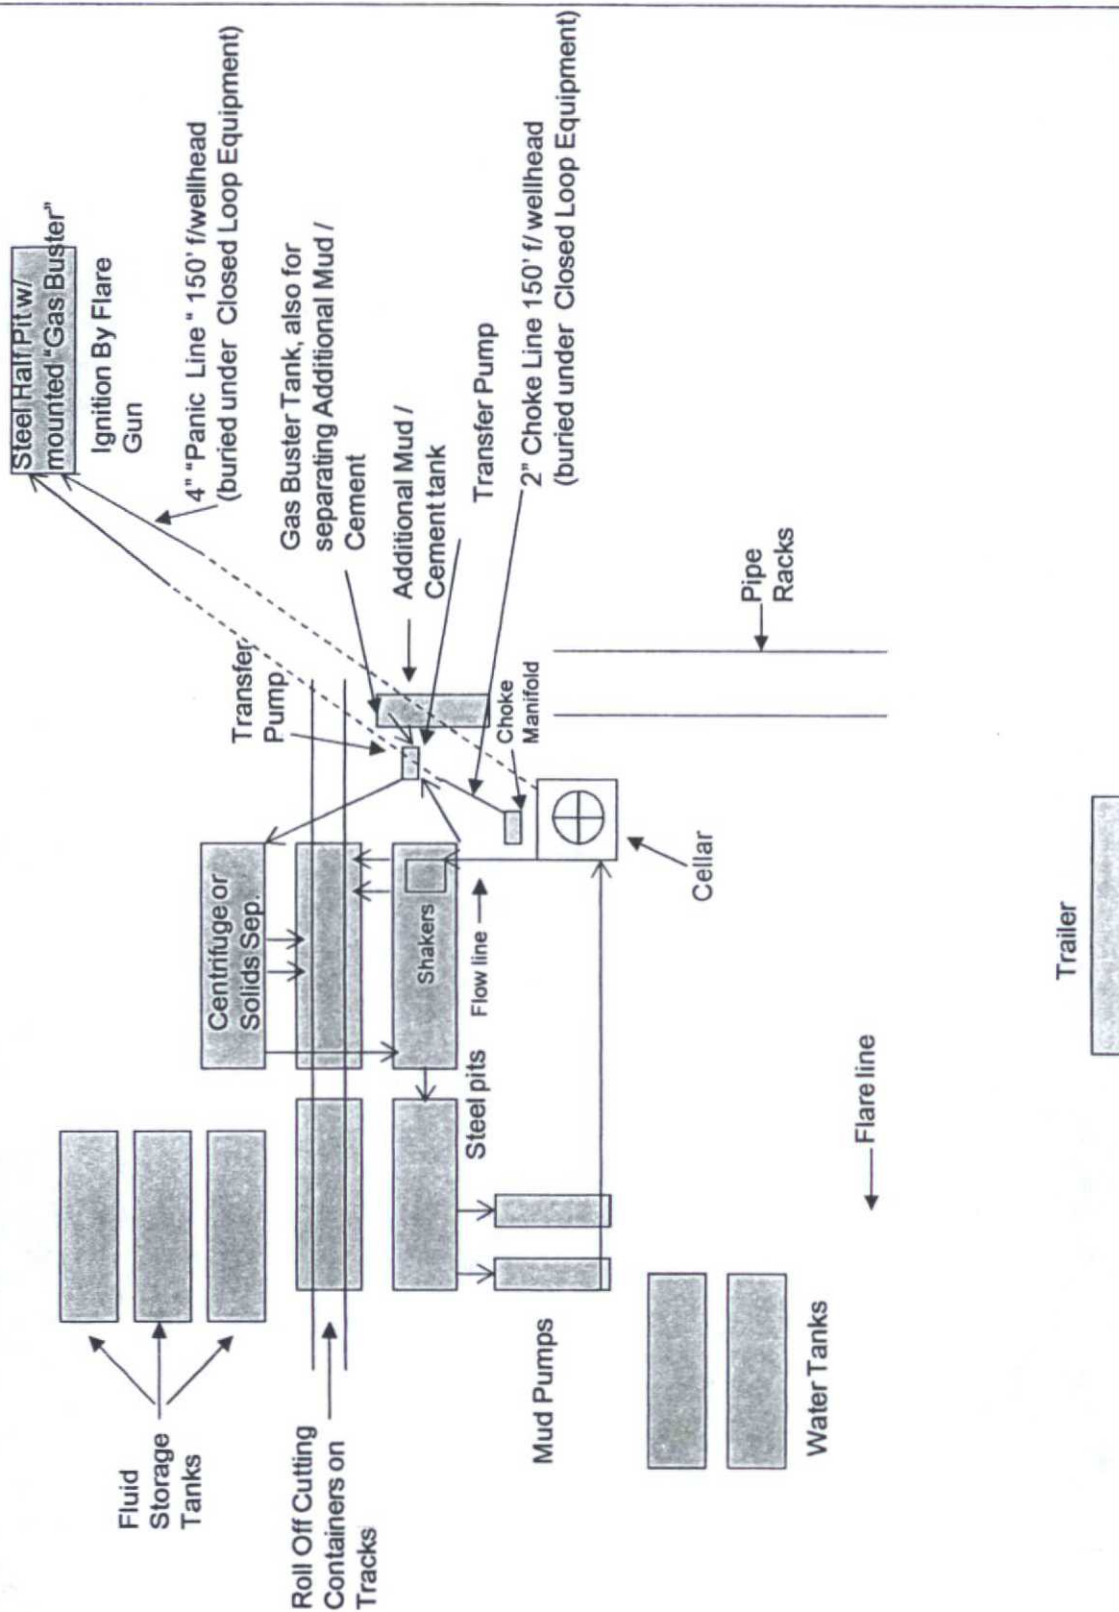 Steel Half Pit w/
mounted "Gas Buster"
Ignition By Flare
Gun
4" "Panic Line " 150' f/wellhead
(buried under Closed Loop Equipment)
Gas Buster Tank, also for
separating Additional Mud /
Cement
Additional Mud /
Cement tank
Transfer Pump
2" Choke Line 150' f/wellhead
(buried under Closed Loop Equipment)
Transfer
Pump
Choke
Manifold
Pipe
Racks
Centrifuge or
Solids Sep.
Shakers
Flow line
Steel pits
Cellar
Fluid
Storage
Tanks
Roll Off Cutting
Containers on
Tracks
Mud Pumps
Water Tanks
Flare line
Trailer